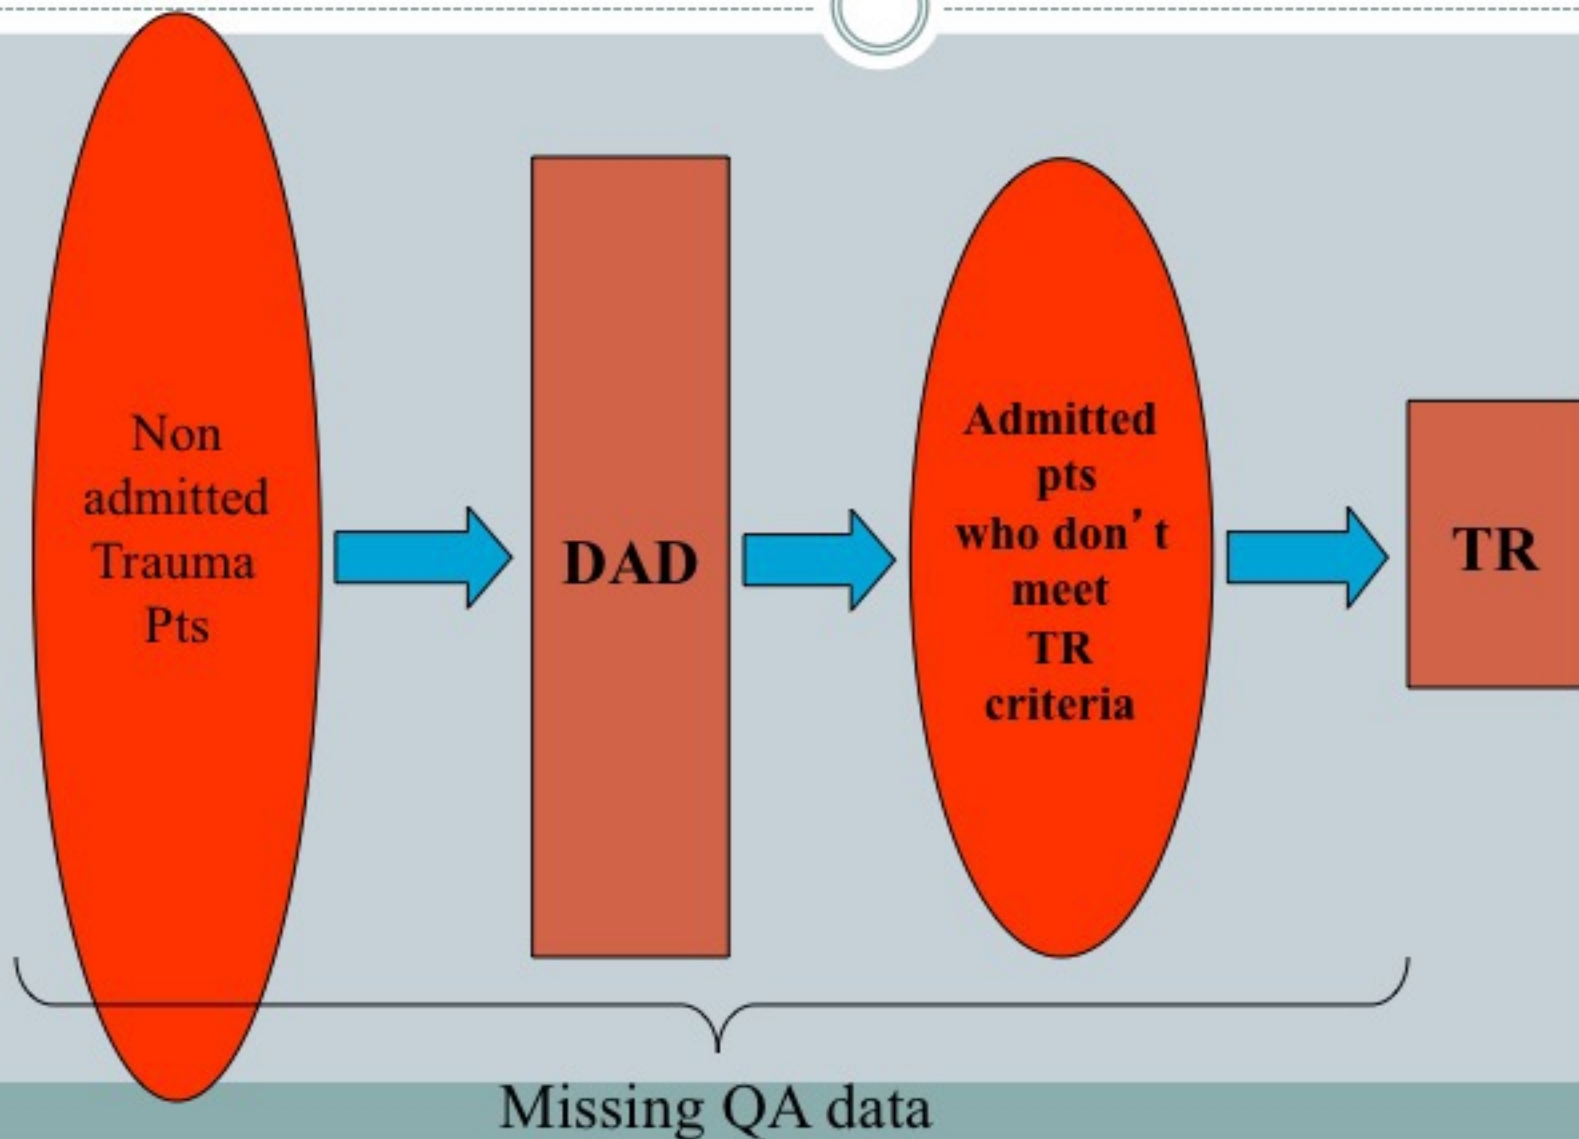 Non
admitted
Trauma
Pts
DAD
Admitted
pts
who don’t
meet
TR
criteria
TR
Missing QA data